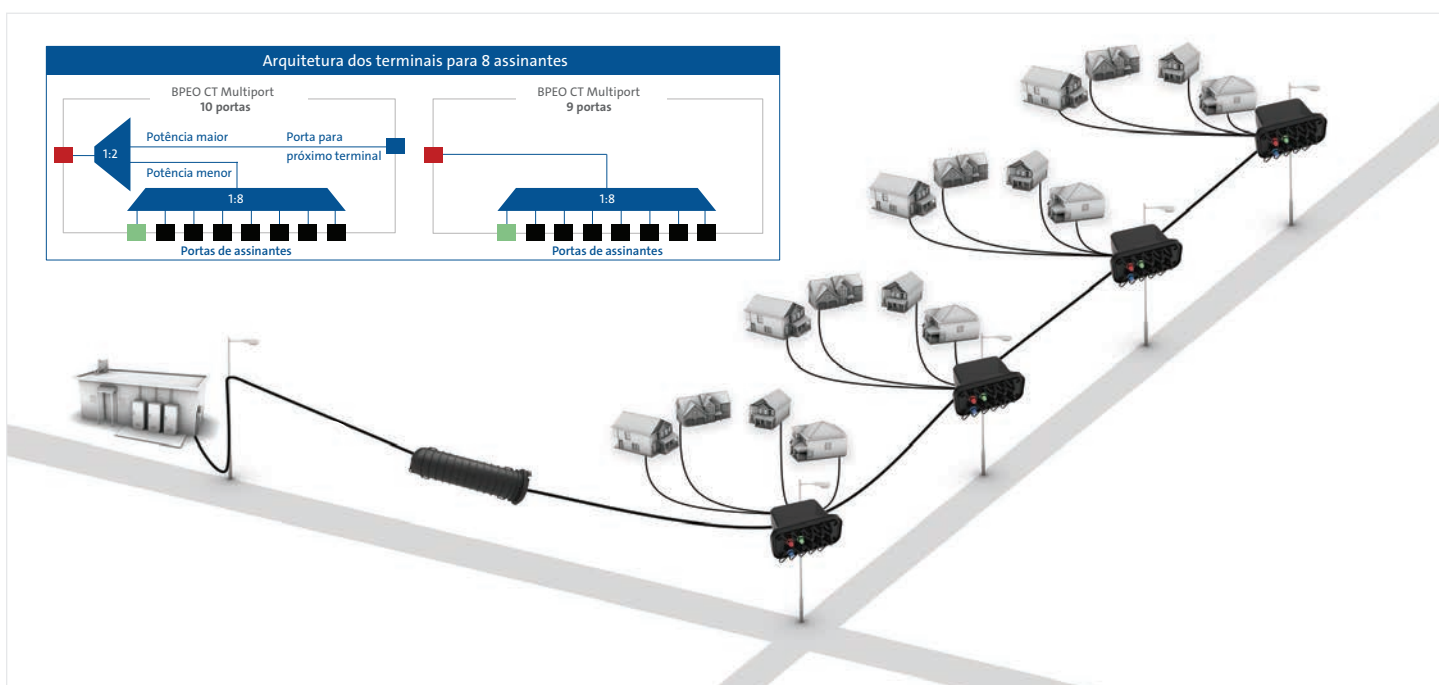 Arquitetura dos terminais para 8 assinantes
BPEO CT Multiport
10 portas
1:2
Potência maior
Porta para
próximo terminal
Potência menor
1:8
Portas de assinantes
BPEO CT Multiport
9 portas
1:8
Portas de assinantes